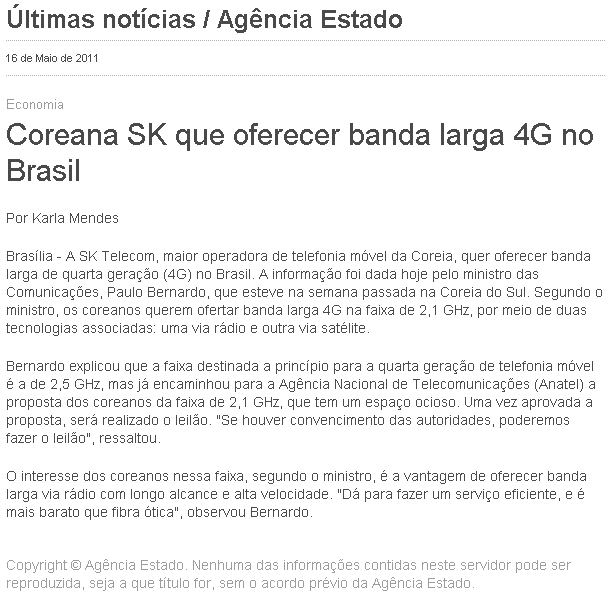 Últimas notícias / Agência Estado
16 de Maio de 2011
Economia
Coreana SK que oferecer banda larga 4G no
Brasil
Por Karla Mendes
Brasília - A SK Telecom, maior operadora de telefonia móvel da Coreia, quer oferecer banda
larga de quarta geração (4G) no Brasil. A informação foi dada hoje pelo ministro das
Comunicações, Paulo Bernardo, que esteve na semana passada na Coreia do Sul. Segundo o
ministro, os coreanos querem ofertar banda larga 4G na faixa de 2,1 GHz, por meio de duas
tecnologias associadas: uma via rádio e outra via satélite.
Bernardo explicou que a faixa destinada a princípio para a quarta geração de telefonia móvel
é a de 2,5 GHz, mas já encaminhou para a Agência Nacional de Telecomunicações (Anatel) a
proposta dos coreanos da faixa de 2,1 GHz, que tem um espaço ocioso. Uma vez aprovada a
proposta, será realizado o leilão. "Se houver convencimento das autoridades, poderemos
fazer o leilão", ressaltou.
O interesse dos coreanos nessa faixa, segundo o ministro, é a vantagem de oferecer banda
larga via rádio com longo alcance e alta velocidade. "Dá para fazer um serviço eficiente, e é
mais barato que fibra ótica", observou Bernardo.
Copyright © Agência Estado. Nenhuma das informações contidas neste servidor pode ser
reproduzida, seja a que título for, sem o acordo prévio da Agência Estado.